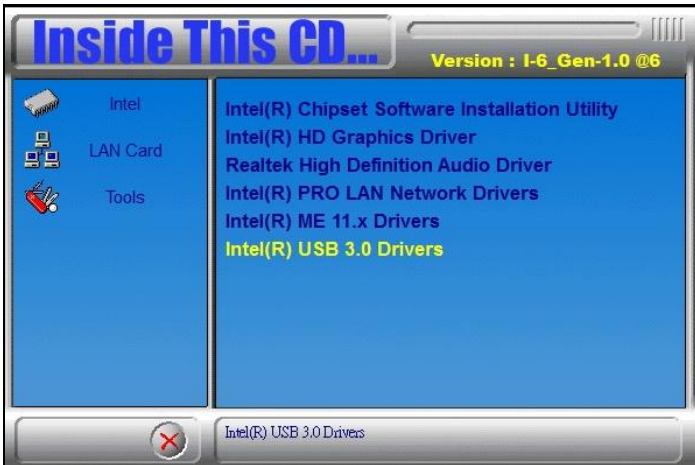 Inside This CD...
Version : I-6_Gen-1.0 @6
Intel
LAN Card
Tools
Intel(R) Chipset Software Installation Utility
Intel(R) HD Graphics Driver
Realtek High Definition Audio Driver
Intel(R) PRO LAN Network Drivers
Intel(R) ME 11.x Drivers
Intel(R) USB 3.0 Drivers
Intel(R) USB 3.0 Drivers